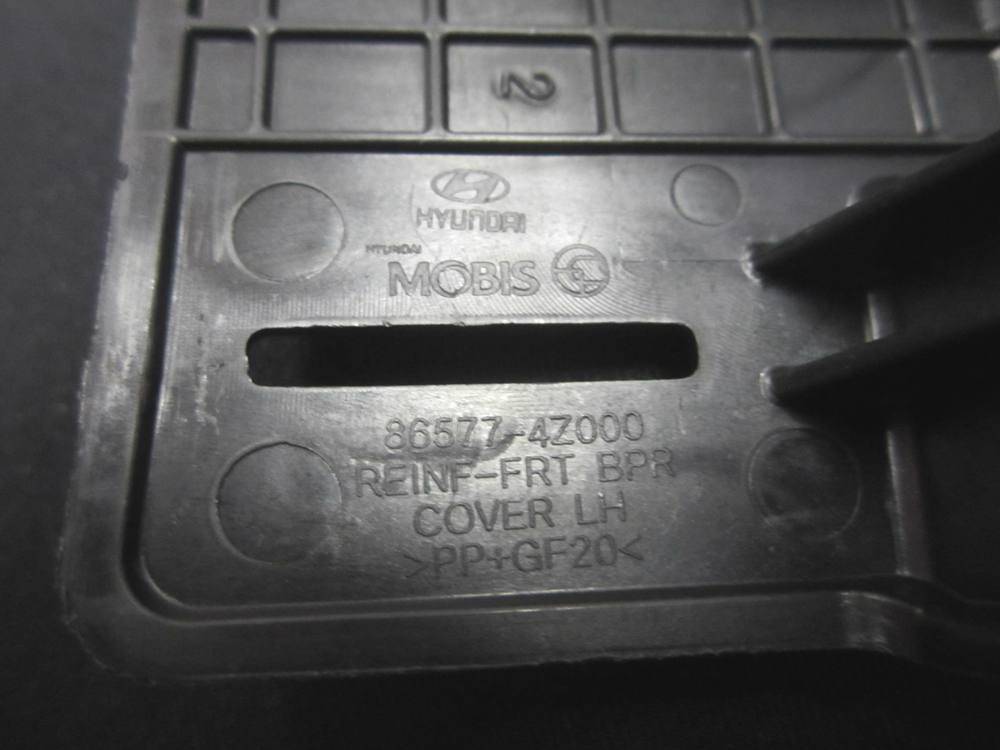 2
HYUNDAI
HYUNDAI
MOBIS
86577-4Z000
REINF-FRT BPR
COVER LH
>PP+GF20<